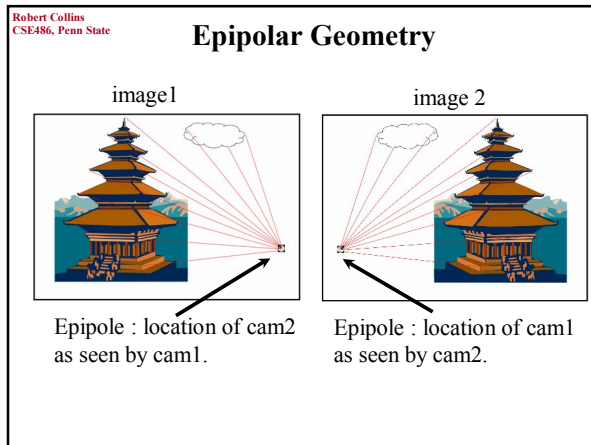 Robert Collins
CSE486, Penn State
Epipolar Geometry
image1
image 2
Epipole : location of cam2
as seen by cam1.
Epipole : location of cam1
as seen by cam2.